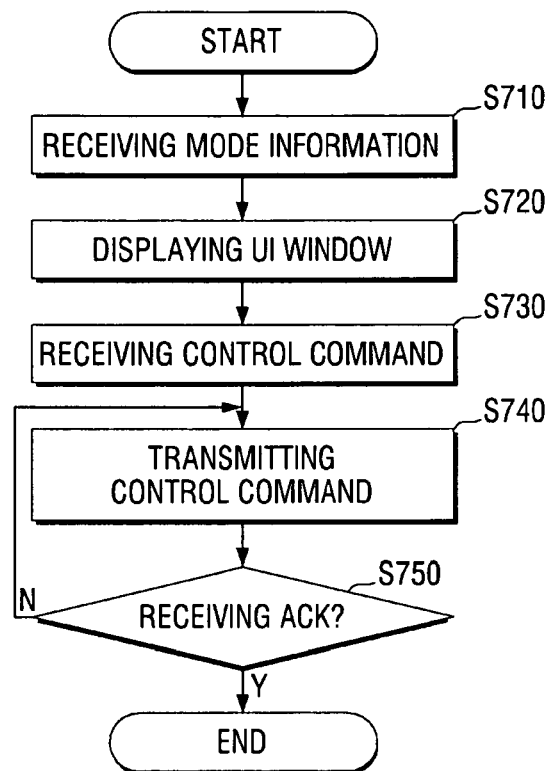 START
S710
RECEIVING MODE INFORMATION
S720
DISPLAYING UI WINDOW
S730
RECEIVING CONTROL COMMAND
S740
TRANSMITTING
CONTROL COMMAND
S750
N
RECEIVING ACK?
Y
END